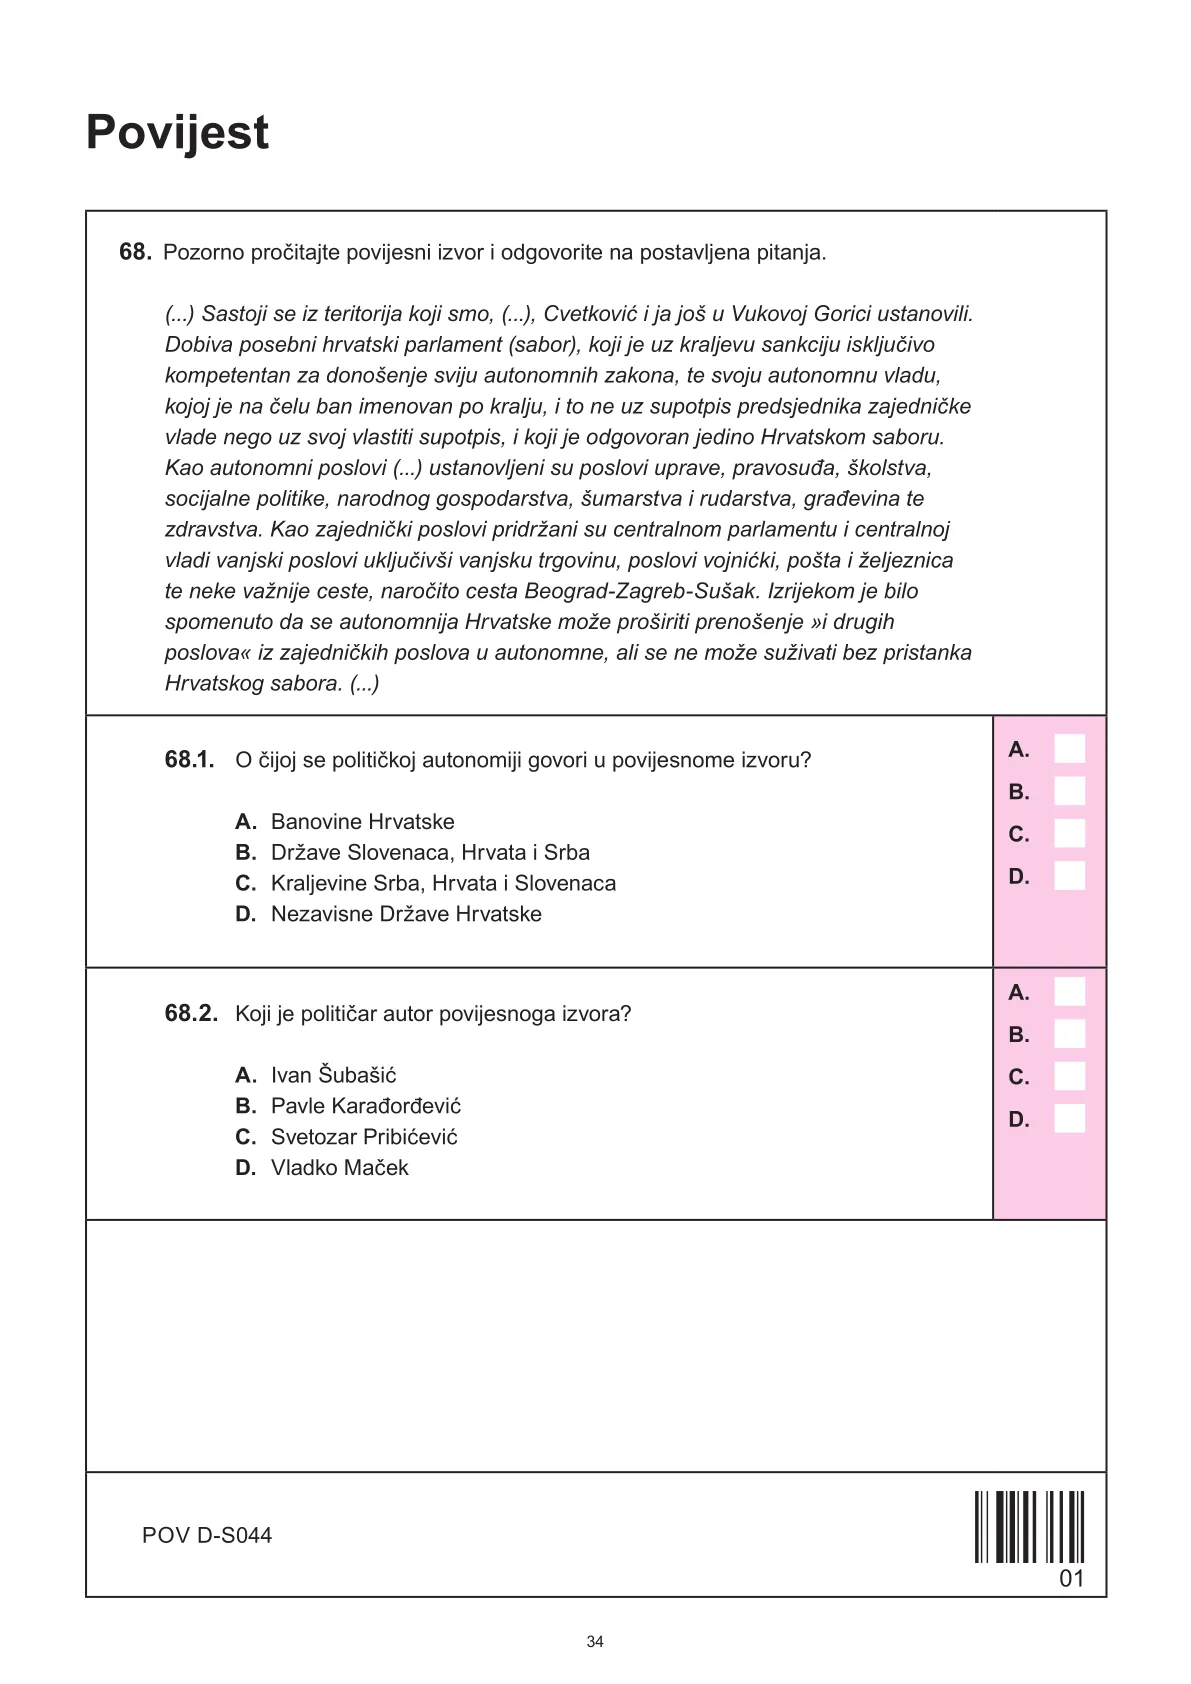 Povijest
68. Pozorno pročitajte povijesni izvor i odgovorite na postavljena pitanja.
(...) Sastoji se iz teritorija koji smo, (...), Cvetković i ja još u Vukovoj Gorici ustanovili.
Dobiva posebni hrvatski parlament (sabor), koji je uz kraljevu sankciju isključivo
kompetentan za donošenje sviju autonomnih zakona, te svoju autonomnu vladu,
kojoj je na čelu ban imenovan po kralju, i to ne uz supotpis predsjednika zajedničke
vlade nego uz svoj vlastiti supotpis, i koji je odgovoran jedino Hrvatskom saboru.
Kao autonomni poslovi (...) ustanovljeni su poslovi uprave, pravosuđa, školstva,
socijalne politike, narodnog gospodarstva, šumarstva i rudarstva, građevina te
zdravstva. Kao zajednički poslovi pridržani su centralnom parlamentu i centralnoj
vladi vanjski poslovi uključivši vanjsku trgovinu, poslovi vojnićki, pošta i željeznica
te neke važnije ceste, naročito cesta Beograd-Zagreb-Sušak. Izrijekom je bilo
spomenuto da se autonomnija Hrvatske može proširiti prenošenje »i drugih
poslova« iz zajedničkih poslova u autonomne, ali se ne može suživati bez pristanka
Hrvatskog sabora. (...)
68.1. O čijoj se političkoj autonomiji govori u povijesnome izvoru?
A. Banovine Hrvatske
B. Države Slovenaca, Hrvata i Srba
C. Kraljevine Srba, Hrvata i Slovenaca
D. Nezavisne Države Hrvatske
A.
B.
C.
D.
68.2. Koji je političar autor povijesnoga izvora?
A. Ivan Šubašić
B. Pavle Karađorđević
C. Svetozar Pribićević
D. Vladko Maček
A.
B.
C.
D.
POV D-S044
01
34